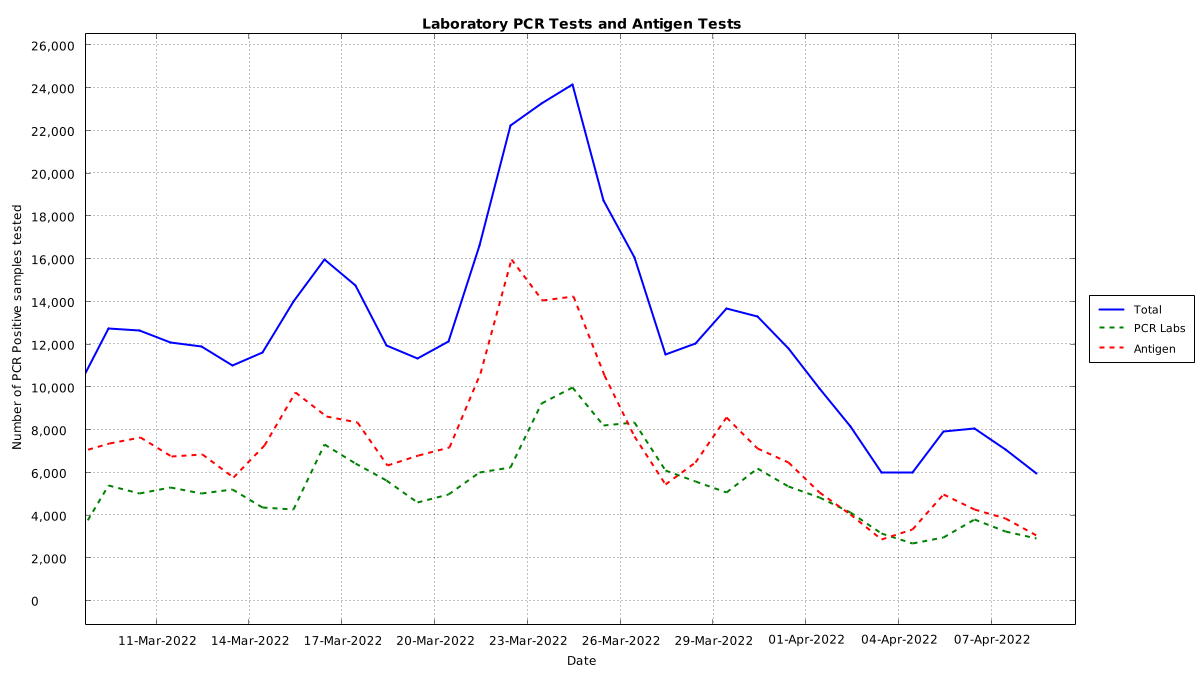 Laboratory PCR Tests and Antigen Tests
26,000
24,000
22,000
20,000
18,000
16,000
14,000
12,000
10,000
8,000
6,000
4,000
2,000
0
Number of PCR Positive samples tested
11-Mar-2022
14-Mar-2022
17-Mar-2022
20-Mar-2022
23-Mar-2022
26-Mar-2022
29-Mar-2022
01-Apr-2022
04-Apr-2022
07-Apr-2022
Date
Total
PCR Labs
Antigen